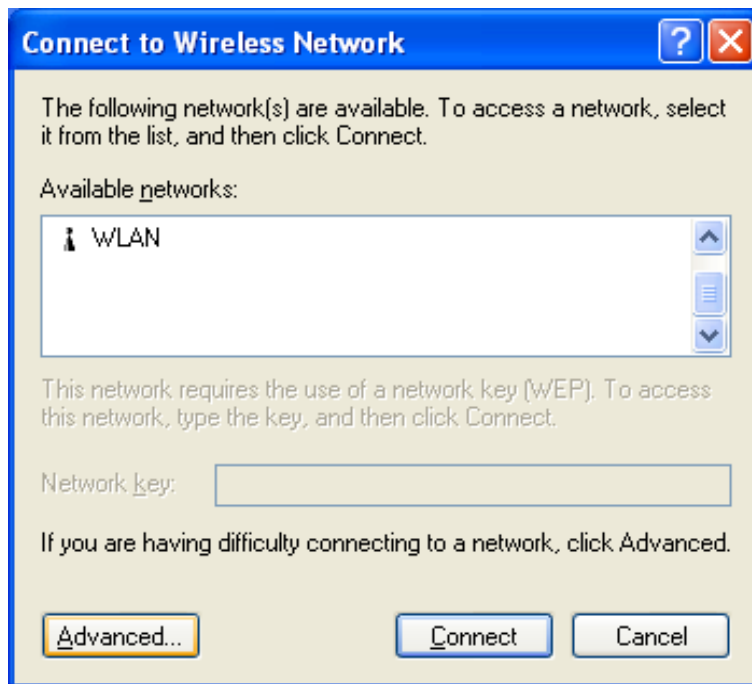 Connect to Wireless Network
The following network(s) are available. To access a network, select
it from the list, and then click Connect.
Available networks:
WLAN
This network requires the use of a network key (WEP). To access
this network, type the key, and then click Connect.
Network key:
If you are having difficulty connecting to a network, click Advanced.
Advanced... Connect Cancel